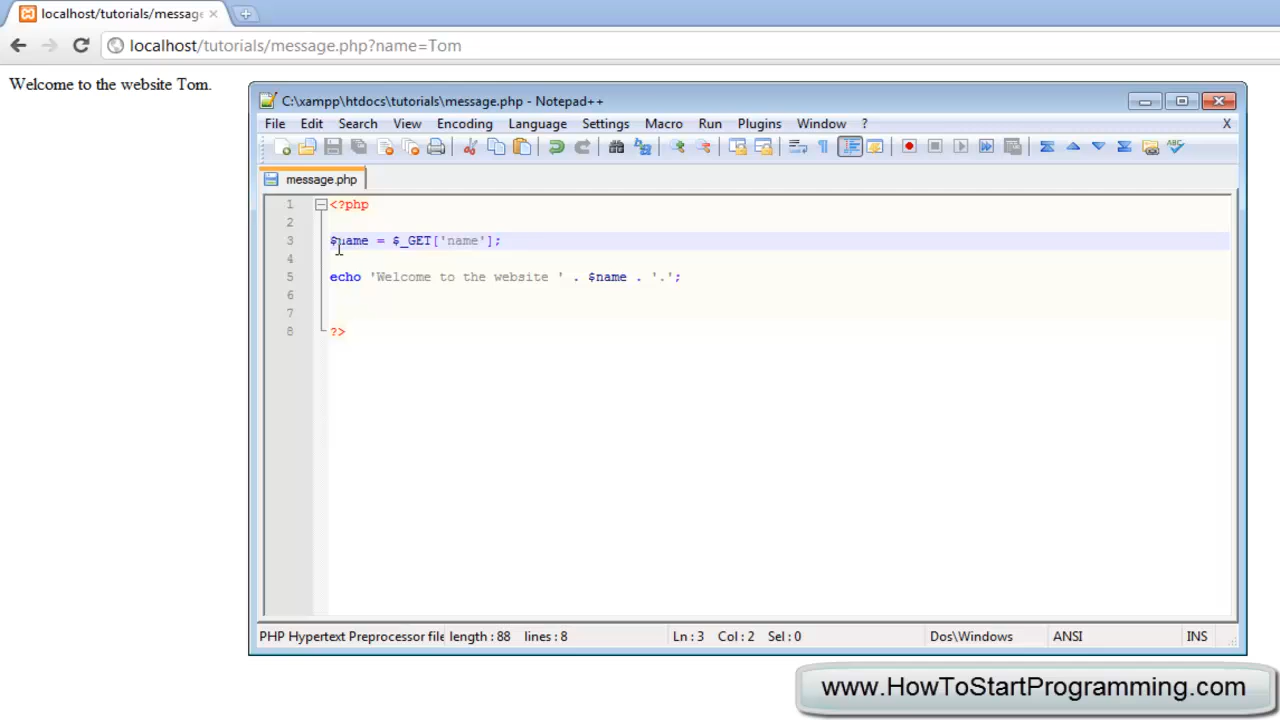 localhost/tutorials/message
localhost/tutorials/message.php?name=Tom
Welcome to the website Tom.
C:\xampp\htdocs\tutorials\message.php - Notepad++
File Edit Search View Encoding Language Settings Macro Run Plugins Window ? X
message.php
1 <?php
2
3 $name = $_GET['name'];
4
5 echo 'Welcome to the website ' . $name . '.';
6
7
8 ?>
PHP Hypertext Preprocessor file length : 88 lines : 8 Ln : 3 Col : 2 Sel : 0 Dos\Windows ANSI INS
www.HowToStartProgramming.com